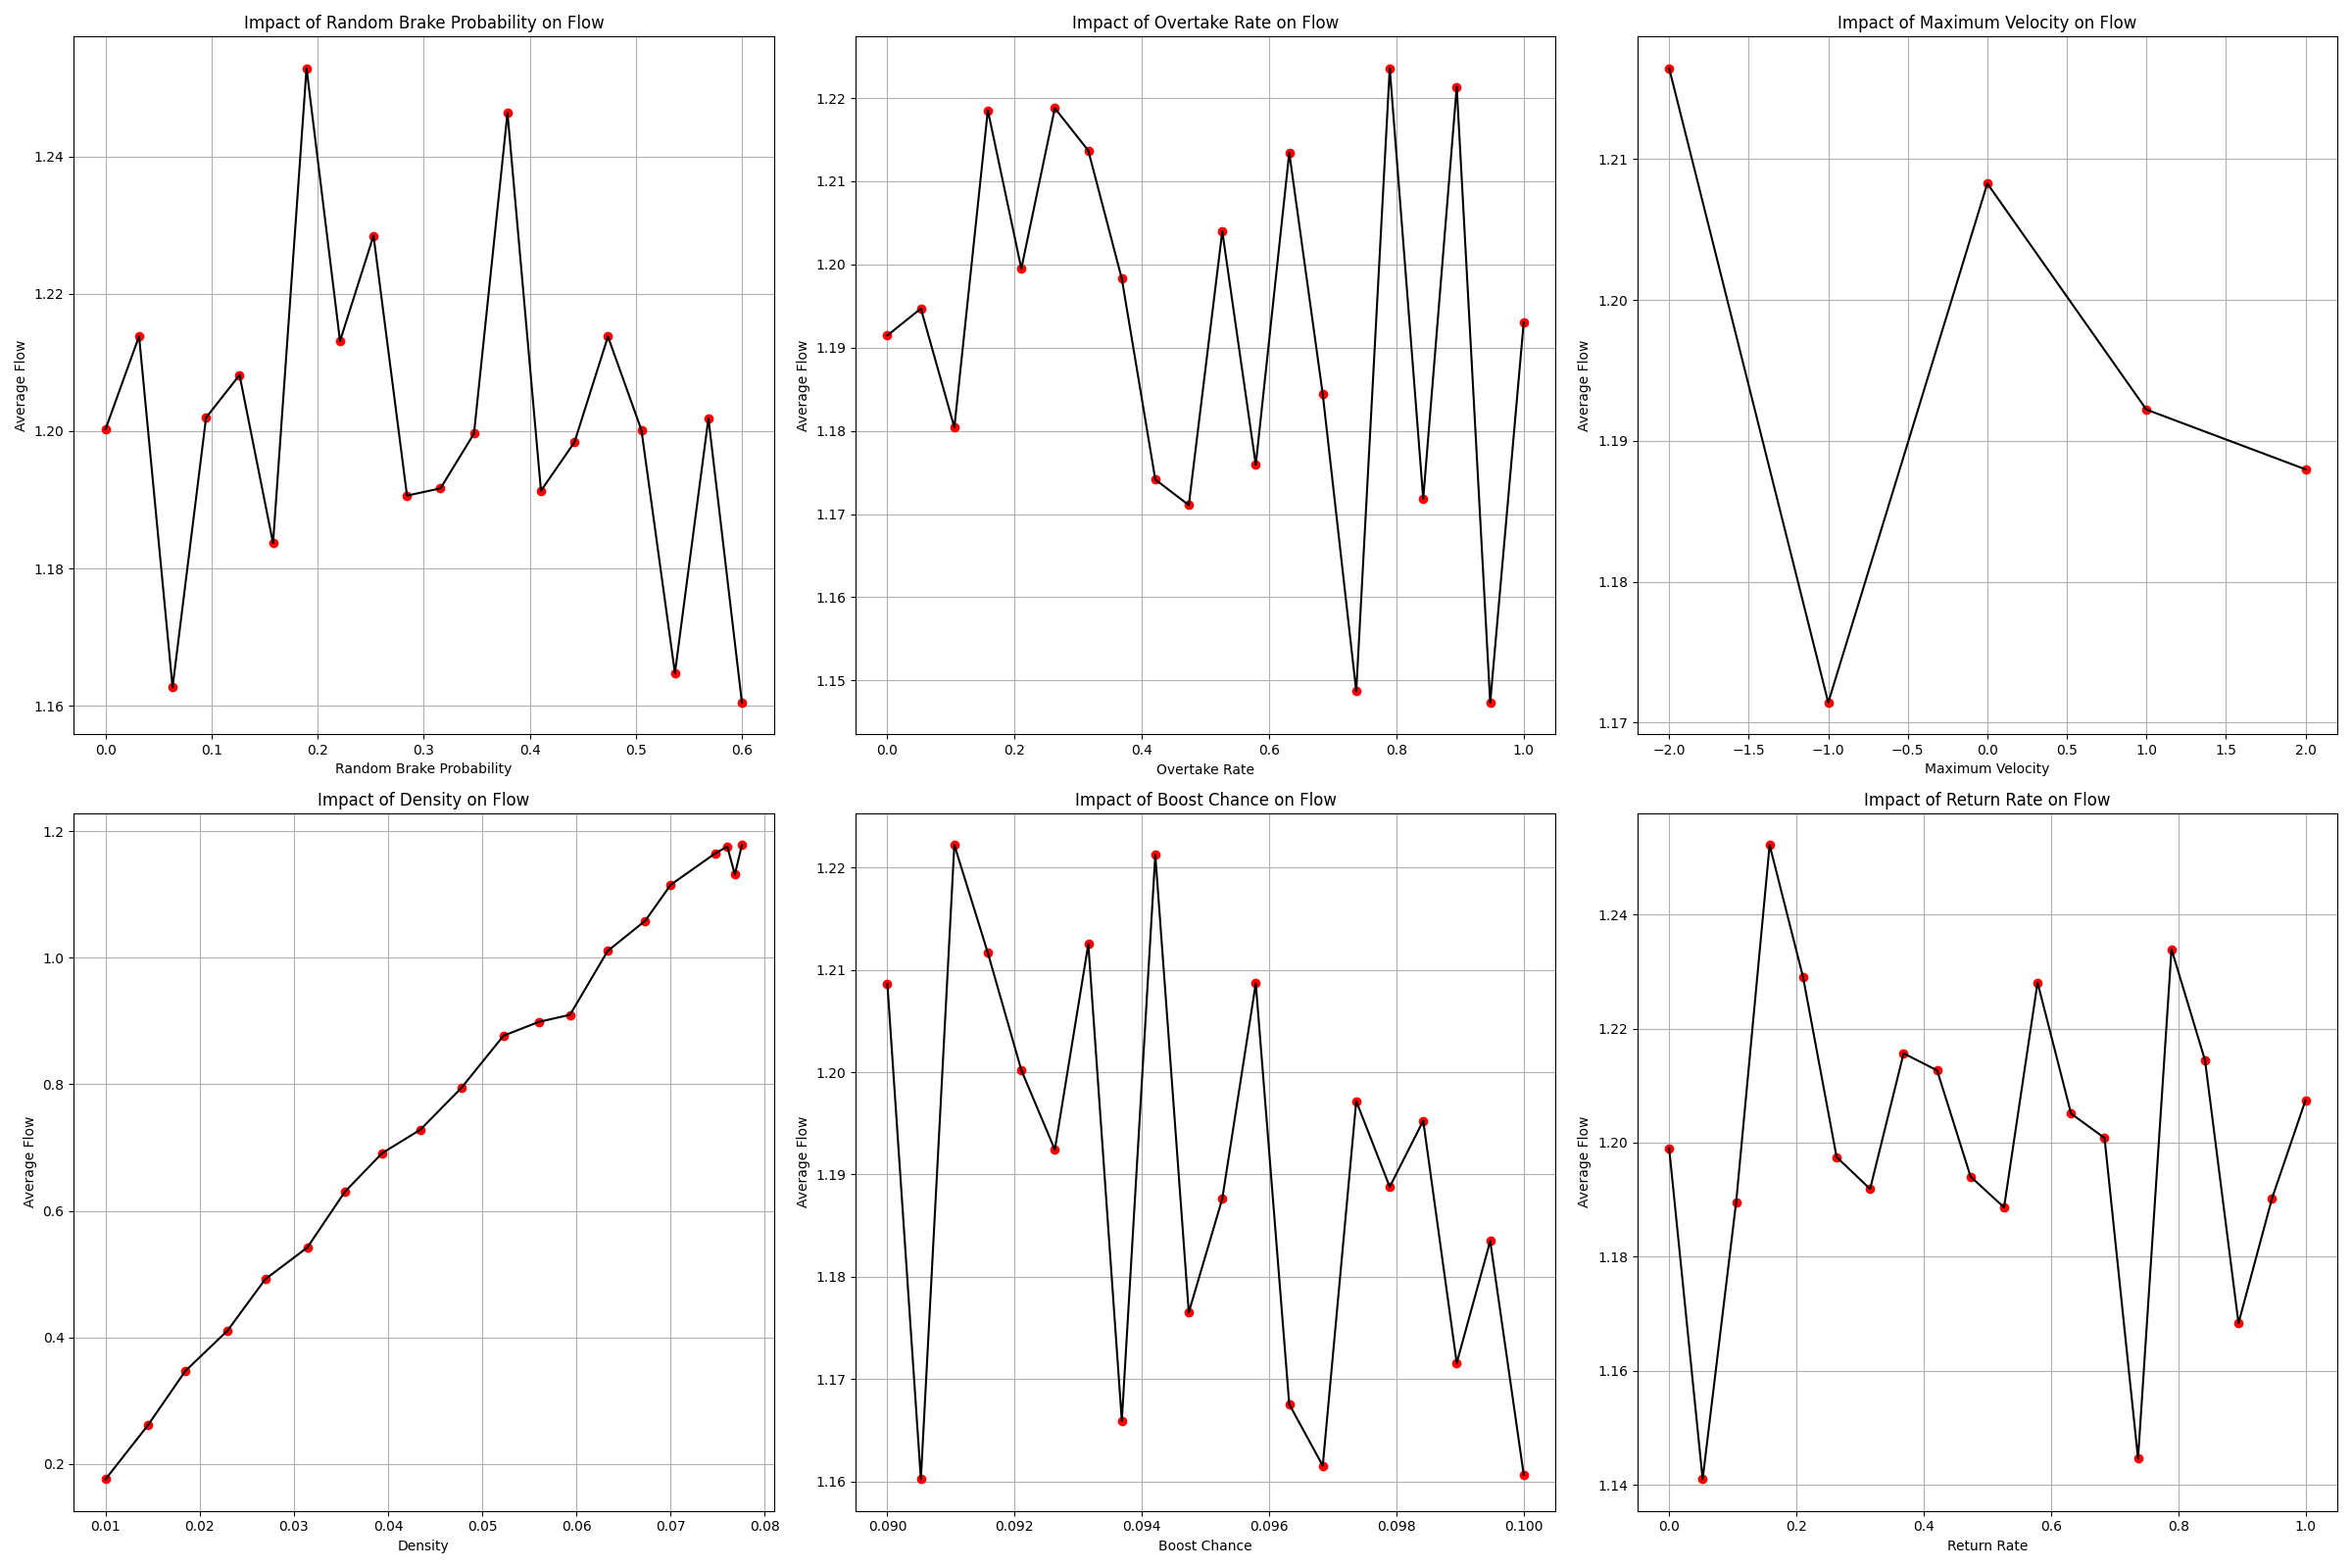 Impact of Random Brake Probability on Flow
Average Flow
1.24
1.22
1.20
1.18
1.16
0.0 0.1 0.2 0.3 0.4 0.5 0.6
Random Brake Probability
Impact of Overtake Rate on Flow
Average Flow
1.22
1.21
1.20
1.19
1.18
1.17
1.16
1.15
0.0 0.2 0.4 0.6 0.8 1.0
Overtake Rate
Impact of Maximum Velocity on Flow
Average Flow
1.21
1.20
1.19
1.18
1.17
−2.0 −1.5 −1.0 −0.5 0.0 0.5 1.0 1.5 2.0
Maximum Velocity
Impact of Density on Flow
Average Flow
1.2
1.0
0.8
0.6
0.4
0.2
0.01 0.02 0.03 0.04 0.05 0.06 0.07 0.08
Density
Impact of Boost Chance on Flow
Average Flow
1.22
1.21
1.20
1.19
1.18
1.17
1.16
0.090 0.092 0.094 0.096 0.098 0.100
Boost Chance
Impact of Return Rate on Flow
Average Flow
1.24
1.22
1.20
1.18
1.16
1.14
0.0 0.2 0.4 0.6 0.8 1.0
Return Rate